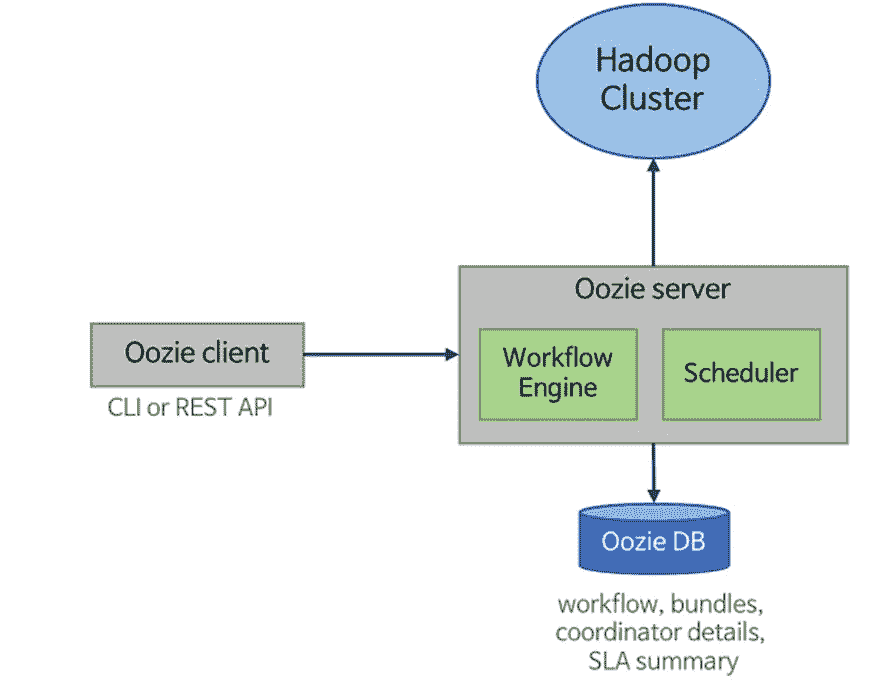 Hadoop
Cluster
Oozie server
Oozie client
Workflow
Engine
Scheduler
CLI or REST API
Oozie DB
workflow, bundles,
coordinator details,
SLA summary